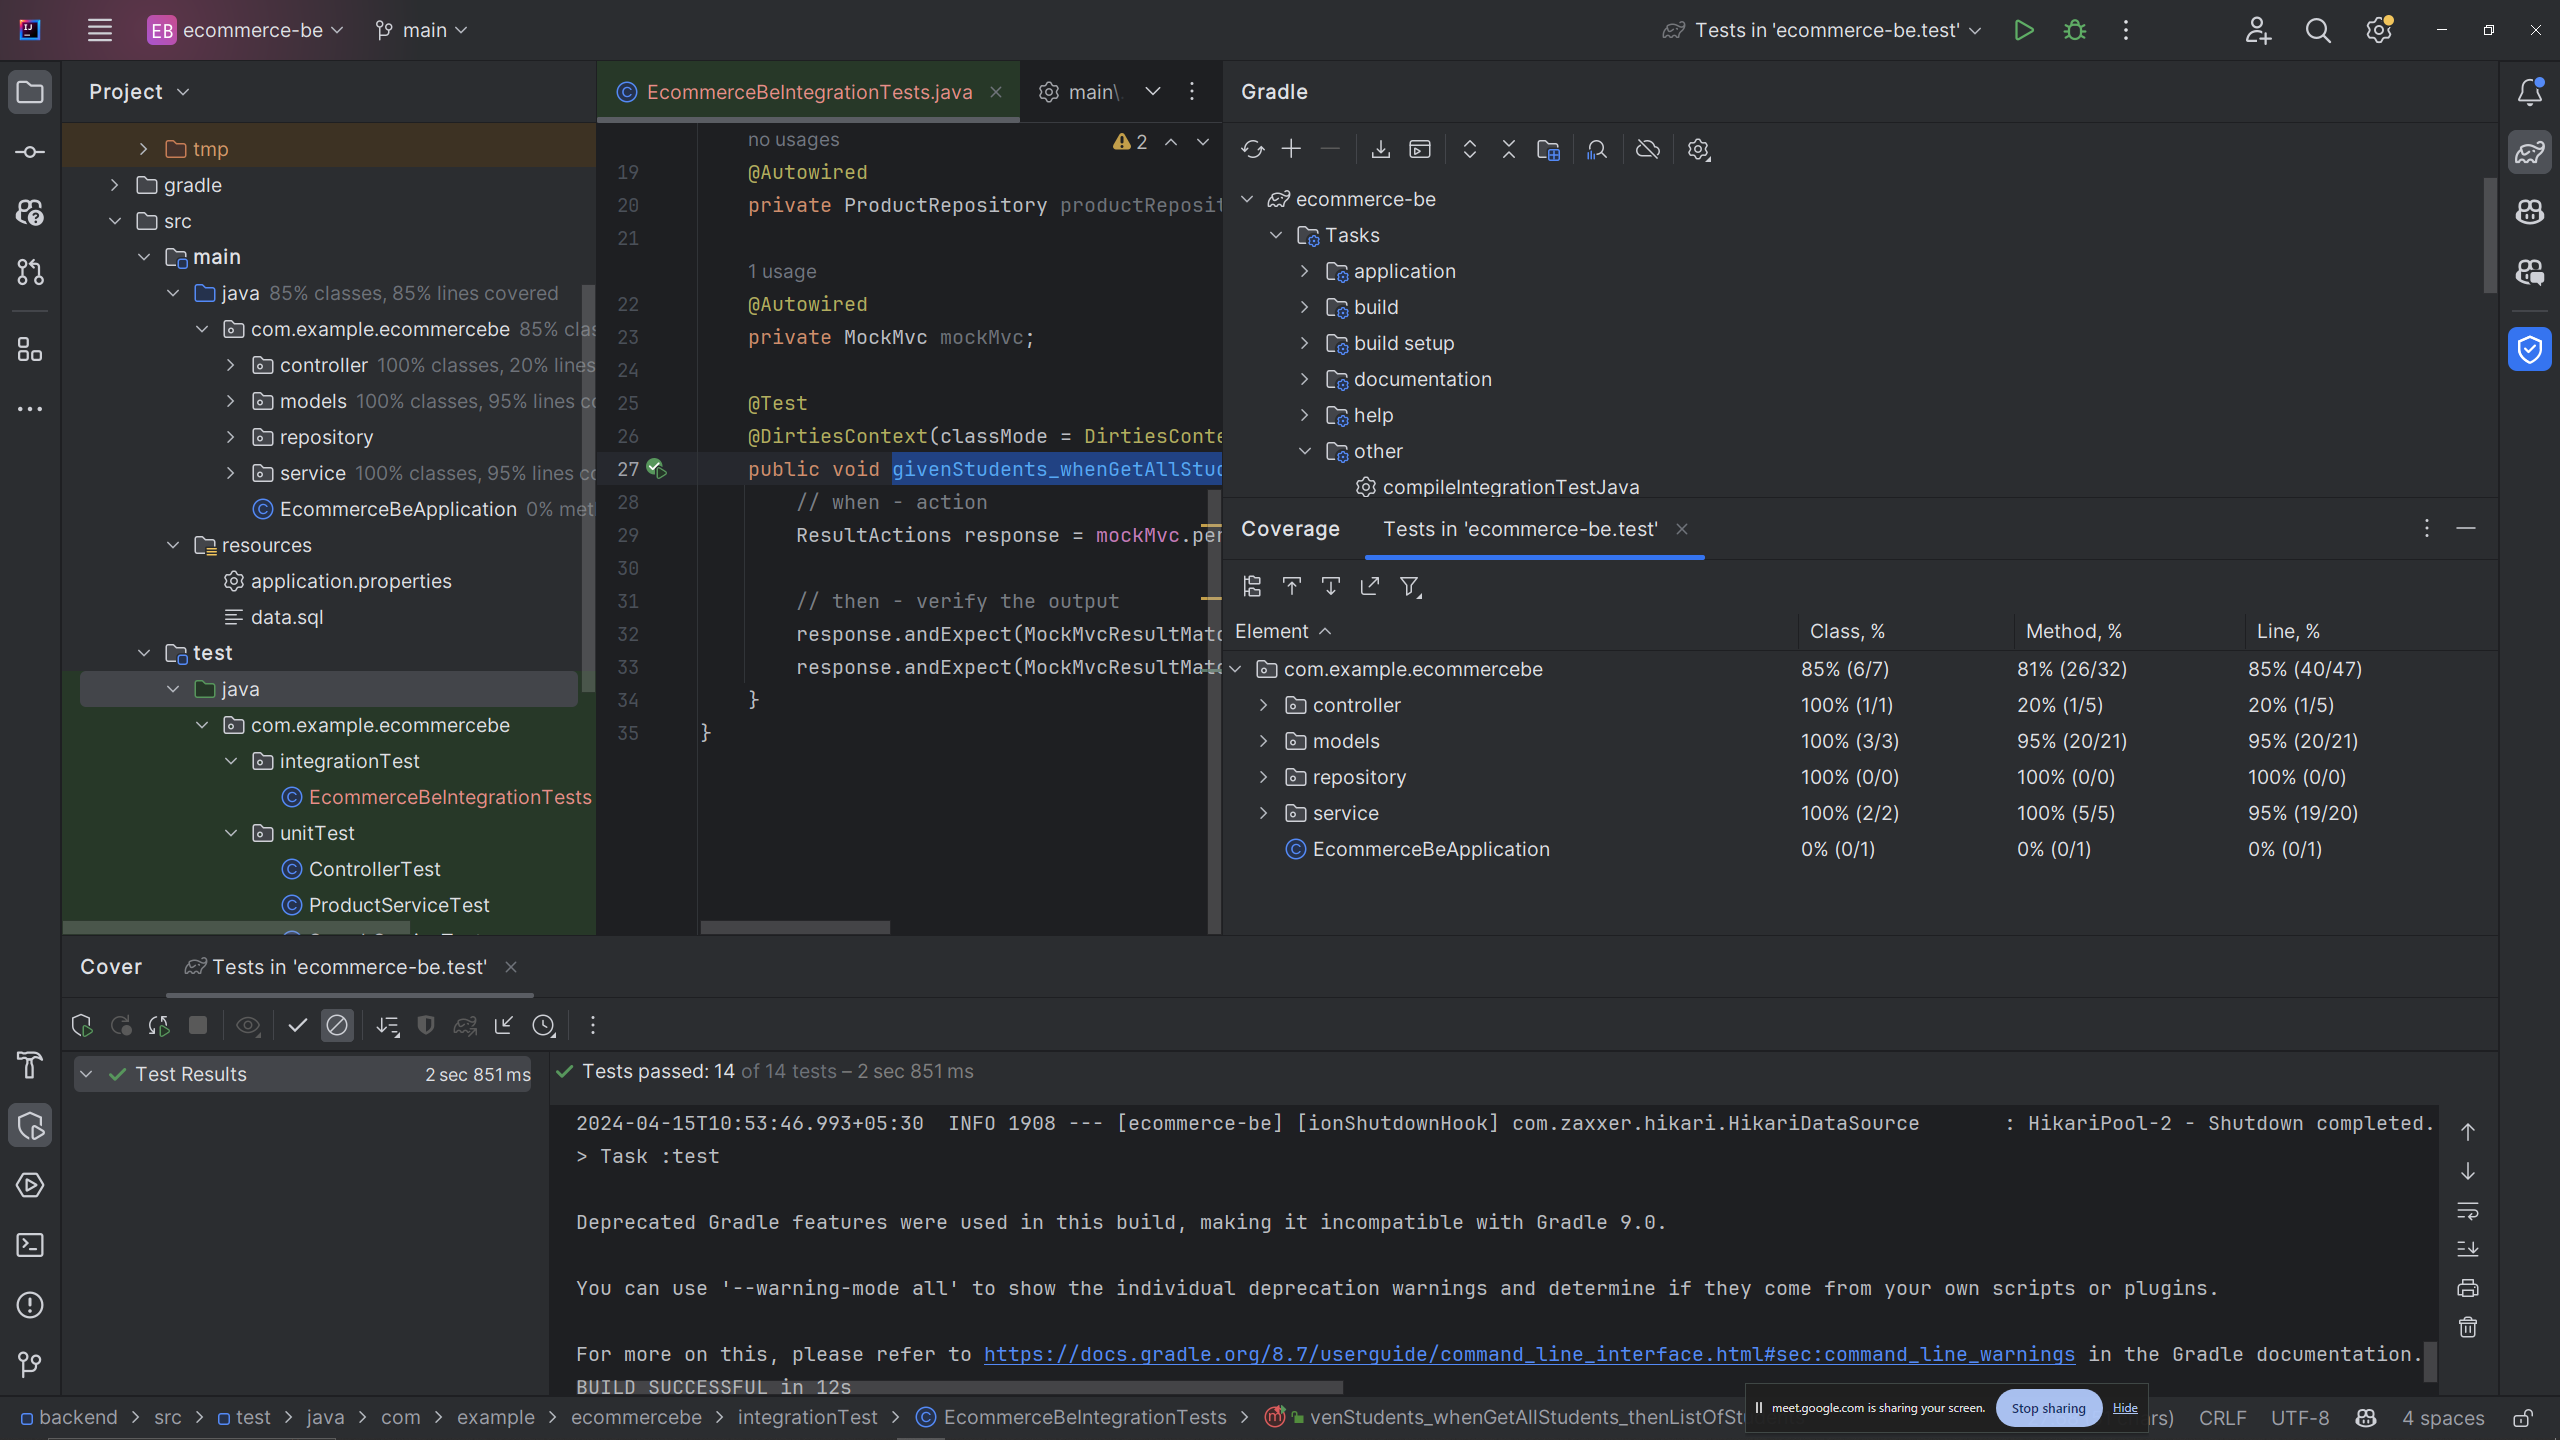 EB ecommerce-be main Tests in 'ecommerce-be.test'
Project
tmp
gradle
src
main
java 85% classes, 85% lines covered
com.example.ecommercebe 85% clas
controller 100% classes, 20% lines
models 100% classes, 95% lines co
repository
service 100% classes, 95% lines co
EcommerceBeApplication 0% met
resources
application.properties
data.sql
test
java
com.example.ecommercebe
integrationTest
EcommerceBeIntegrationTests
unitTest
ControllerTest
ProductServiceTest
EcommerceBeIntegrationTests.java main\
no usages 2
19 @Autowired
20 private ProductRepository productReposit
21
1 usage
22 @Autowired
23 private MockMvc mockMvc;
24
25 @Test
26 @DirtiesContext(classMode = DirtiesConte
27 public void givenStudents_whenGetAllStud
28 // when - action
29 ResultActions response = mockMvc.per
30
31 // then - verify the output
32 response.andExpect(MockMvcResultMatc
33 response.andExpect(MockMvcResultMatc
34 }
35 }
Gradle
ecommerce-be
Tasks
application
build
build setup
documentation
help
other
compileIntegrationTestJava
Coverage Tests in 'ecommerce-be.test'
Element Class, % Method, % Line, %
com.example.ecommercebe 85% (6/7) 81% (26/32) 85% (40/47)
controller 100% (1/1) 20% (1/5) 20% (1/5)
models 100% (3/3) 95% (20/21) 95% (20/21)
repository 100% (0/0) 100% (0/0) 100% (0/0)
service 100% (2/2) 100% (5/5) 95% (19/20)
EcommerceBeApplication 0% (0/1) 0% (0/1) 0% (0/1)
Cover Tests in 'ecommerce-be.test'
Test Results 2 sec 851 ms
Tests passed: 14 of 14 tests – 2 sec 851 ms
2024-04-15T10:53:46.993+05:30 INFO 1908 --- [ecommerce-be] [ionShutdownHook] com.zaxxer.hikari.HikariDataSource : HikariPool-2 - Shutdown completed.
> Task :test
Deprecated Gradle features were used in this build, making it incompatible with Gradle 9.0.
You can use '--warning-mode all' to show the individual deprecation warnings and determine if they come from your own scripts or plugins.
For more on this, please refer to https://docs.gradle.org/8.7/userguide/command_line_interface.html#sec:command_line_warnings in the Gradle documentation.
BUILD SUCCESSFUL in 12s
meet.google.com is sharing your screen. Stop sharing Hide
backend > src > test > java > com > example > ecommercebe > integrationTest > EcommerceBeIntegrationTests > venStudents_whenGetAllStudents_thenListOfStude rs) CRLF UTF-8 4 spaces